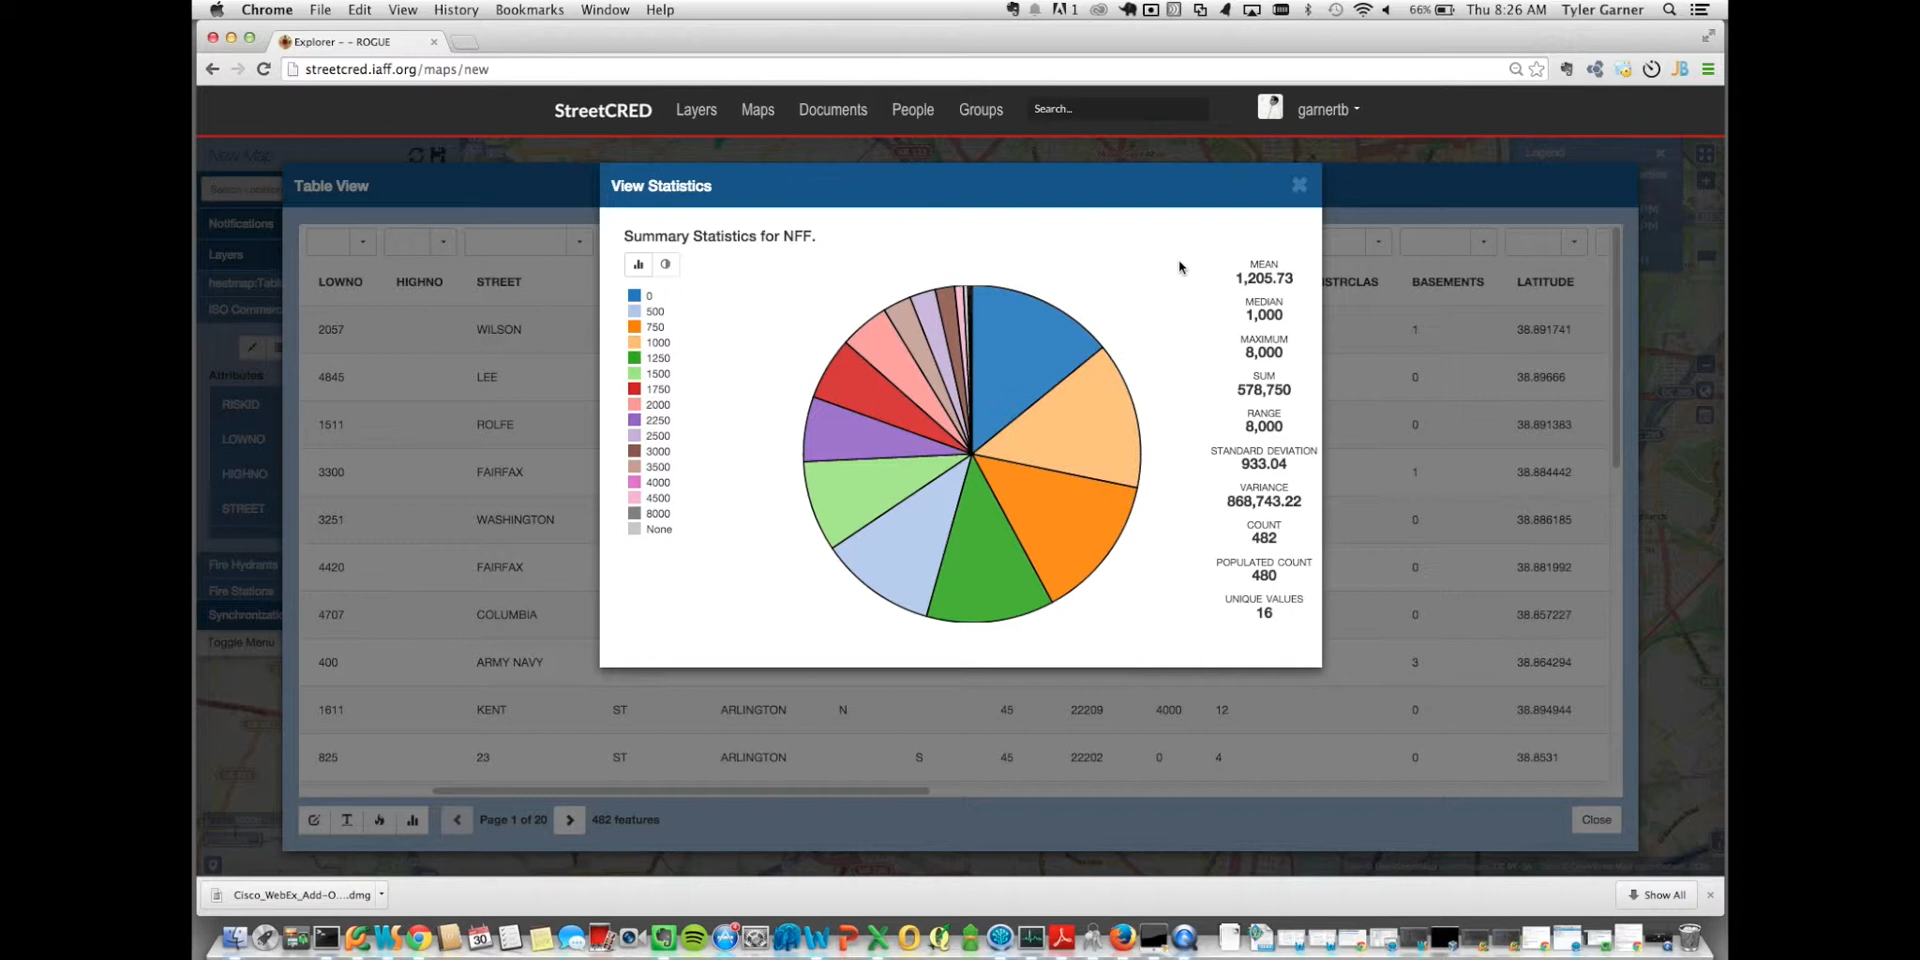 Chrome File Edit View History Bookmarks Window Help 1 66% Thu 8:26 AM Tyler Garner
Explorer - - ROGUE
streetcred.iaff.org/maps/new
StreetCRED Layers Maps Documents People Groups Search... garnertb
New Map Legend
Table View View Statistics
Notifications
Layers
Summary Statistics for NFF.
LOWNO HIGHNO STREET BASEMENTS LATITUDE
0
500
750
1000
1250
1500
1750
2000
2250
2500
3000
3500
4000
4500
8000
None
MEAN
1,205.73
MEDIAN
1,000
MAXIMUM
8,000
SUM
578,750
RANGE
8,000
STANDARD DEVIATION
933.04
VARIANCE
868,743.22
COUNT
482
POPULATED COUNT
480
UNIQUE VALUES
16
2057 WILSON 1 38.891741
4845 LEE 0 38.89666
1511 ROLFE 0 38.891383
3300 FAIRFAX 1 38.884442
3251 WASHINGTON 0 38.886185
4420 FAIRFAX 0 38.881992
4707 COLUMBIA 0 38.857227
400 ARMY NAVY 3 38.864294
1611 KENT ST ARLINGTON N 45 22209 4000 12 0 38.894944
825 23 ST ARLINGTON S 45 22202 0 4 0 38.8531
Attributes
RISKID
LOWNO
HIGHNO
STREET
Fire Hydrants
Fire Stations
Toggle Menu
Page 1 of 20 482 features Close
Cisco_WebEx_Add-O....dmg Show All